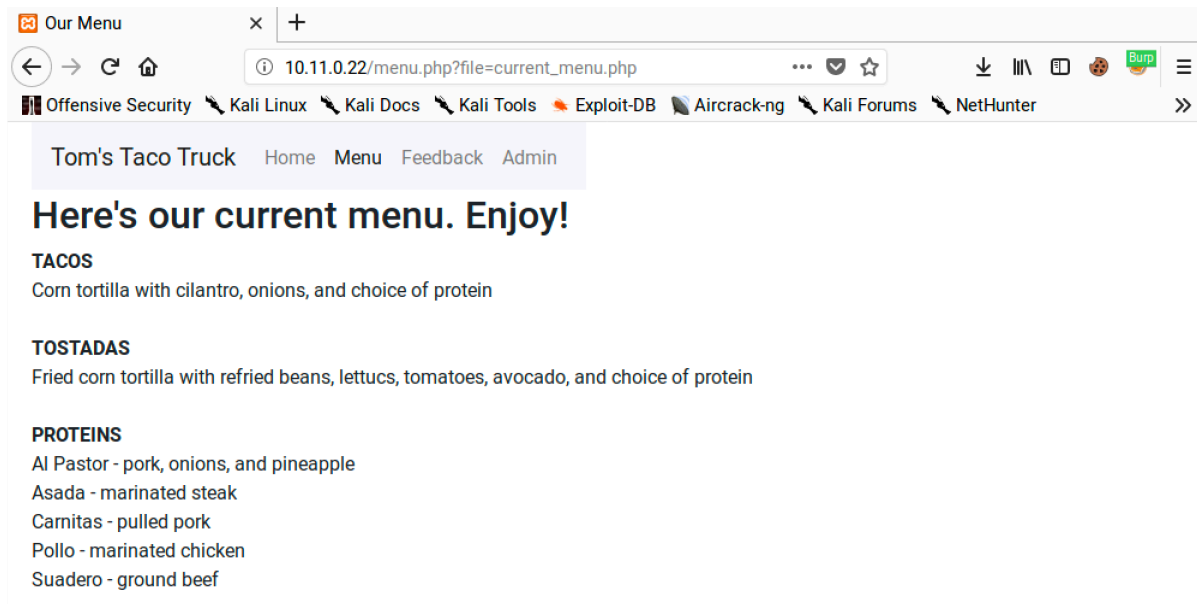 Our Menu
10.11.0.22/menu.php?file=current_menu.php
Burp
Offensive Security Kali Linux Kali Docs Kali Tools Exploit-DB Aircrack-ng Kali Forums NetHunter
Tom's Taco Truck Home Menu Feedback Admin
Here's our current menu. Enjoy!
TACOS
Corn tortilla with cilantro, onions, and choice of protein
TOSTADAS
Fried corn tortilla with refried beans, lettucs, tomatoes, avocado, and choice of protein
PROTEINS
Al Pastor - pork, onions, and pineapple
Asada - marinated steak
Carnitas - pulled pork
Pollo - marinated chicken
Suadero - ground beef